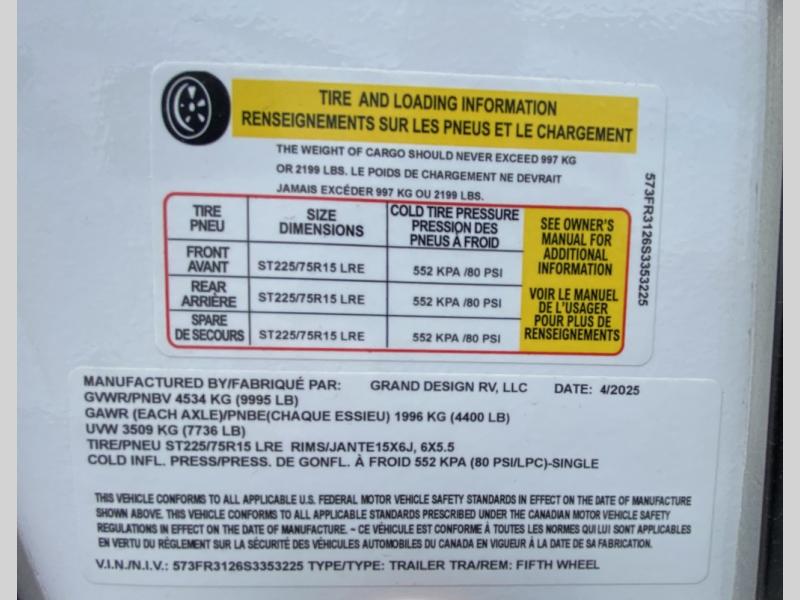 TIRE AND LOADING INFORMATION
RENSEIGNEMENTS SUR LES PNEUS ET LE CHARGEMENT
THE WEIGHT OF CARGO SHOULD NEVER EXCEED 997 KG
OR 2199 LBS. LE POIDS DE CHARGEMENT NE DEVRAIT
JAMAIS EXCÉDER 997 KG OU 2199 LBS.
TIRE
PNEU
SIZE
DIMENSIONS
COLD TIRE PRESSURE
PRESSION DES
PNEUS À FROID
FRONT
AVANT
ST225/75R15 LRE
552 KPA /80 PSI
REAR
ARRIÈRE
ST225/75R15 LRE
552 KPA /80 PSI
SPARE
DE SECOURS
ST225/75R15 LRE
552 KPA /80 PSI
SEE OWNER'S
MANUAL FOR
ADDITIONAL
INFORMATION
VOIR LE MANUEL
DE L'USAGER
POUR PLUS DE
RENSEIGNEMENTS
573FR3126S3353225
MANUFACTURED BY/FABRIQUÉ PAR: GRAND DESIGN RV, LLC DATE: 4/2025
GVWR/PNBV 4534 KG (9995 LB)
GAWR (EACH AXLE)/PNBE(CHAQUE ESSIEU) 1996 KG (4400 LB)
UVW 3509 KG (7736 LB)
TIRE/PNEU ST225/75R15 LRE RIMS/JANTE15X6J, 6X5.5
COLD INFL. PRESS/PRESS. DE GONFL. À FROID 552 KPA (80 PSI/LPC)-SINGLE
THIS VEHICLE CONFORMS TO ALL APPLICABLE U.S. FEDERAL MOTOR VEHICLE SAFETY STANDARDS IN EFFECT ON THE DATE OF MANUFACTURE
SHOWN ABOVE. THIS VEHICLE CONFORMS TO ALL APPLICABLE STANDARDS PRESCRIBED UNDER THE CANADIAN MOTOR VEHICLE SAFETY
REGULATIONS IN EFFECT ON THE DATE OF MANUFACTURE. ~ CE VÉHICULE EST CONFORME À TOUTES LES NORMES QUI LUI SONT APPLICABLES
EN VERTU DU RÉGLEMENT SUR LA SÉCURITÉ DES VÉHICULES AUTOMOBILES DU CANADA EN VIGUEUR À LA DATE DE SA FABRICATION.
V.I.N./N.I.V.: 573FR3126S3353225 TYPE/TYPE: TRAILER TRA/REM: FIFTH WHEEL